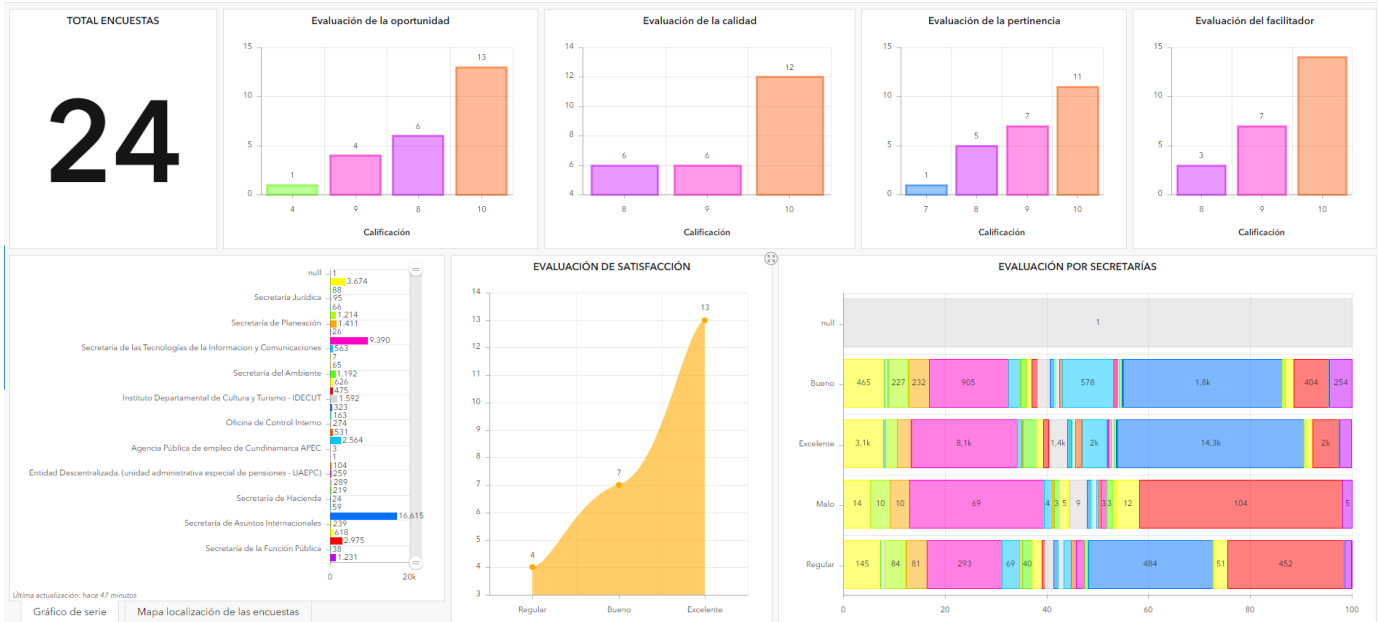 TOTAL ENCUESTAS
24
Evaluación de la oportunidad
15
10
5
0
1
4
6
13
4
9
8
10
Calificación
Evaluación de la calidad
14
12
10
8
6
4
6
6
12
8
9
10
Calificación
Evaluación de la pertinencia
15
10
5
0
1
5
7
11
7
8
9
10
Calificación
Evaluación del facilitador
15
10
5
0
3
7
8
9
10
Calificación
null
1
3.674
88
Secretaría Jurídica
95
66
1.214
Secretaría de Planeación
1.411
26
9.390
Secretaría de las Tecnologías de la Informacion y Comunicaciones
563
7
65
Secretaría del Ambiente
1.192
626
475
Instituto Departamental de Cultura y Turismo - IDECUT
1.592
323
163
Oficina de Control Interno
274
531
2.564
Agencia Pública de empleo de Cundinamarca APEC
3
1
104
Entidad Descentralizada. (unidad administrativa especial de pensiones - UAEPC)
259
289
219
Secretaría de Hacienda
24
59
16.615
Secretaría de Asuntos Internacionales
239
618
2.975
Secretaría de la Función Pública
38
1.231
0
20k
Última actualización: hace 47 minutos
Gráfico de serie
Mapa localización de las encuestas
EVALUACIÓN DE SATISFACCIÓN
14
13
12
11
10
9
8
7
6
5
4
3
4
7
13
Regular
Bueno
Excelente
EVALUACIÓN POR SECRETARÍAS
null
1
Bueno
465 227 232 905 578 1,8k 404 254
Excelente
3,1k 8,1k 1,4k 2k 14,3k 2k
Malo
14 10 10 69 4 3 5 9 3 3 12 104 5
Regular
145 84 81 293 69 40 484 51 452
0 20 40 60 80 100